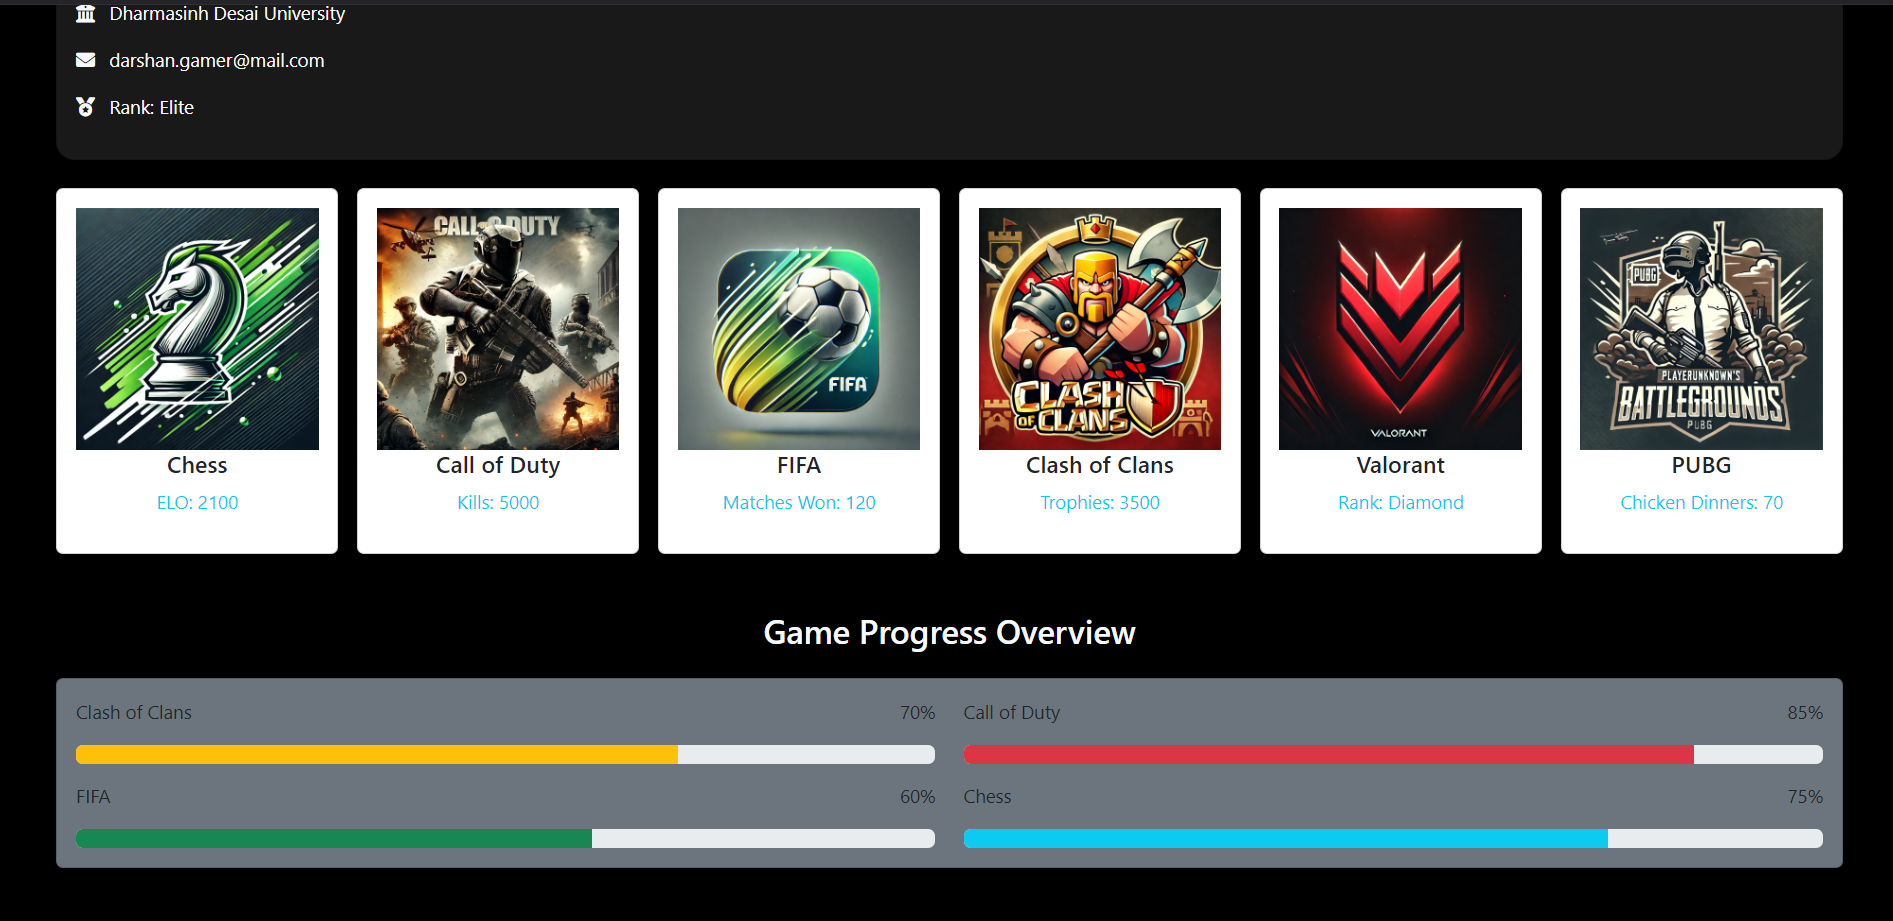 Dharmasinh Desai University
darshan.gamer@mail.com
Rank: Elite
CALL OF DUTY
FIFA
CLASH
OF CLANS
VALORANT
PUBG
PLAYERUNKNOWN'S
BATTLEGROUNDS
PUBG
Chess
Call of Duty
FIFA
Clash of Clans
Valorant
PUBG
ELO: 2100
Kills: 5000
Matches Won: 120
Trophies: 3500
Rank: Diamond
Chicken Dinners: 70
Game Progress Overview
Clash of Clans 70%
Call of Duty 85%
FIFA 60%
Chess 75%